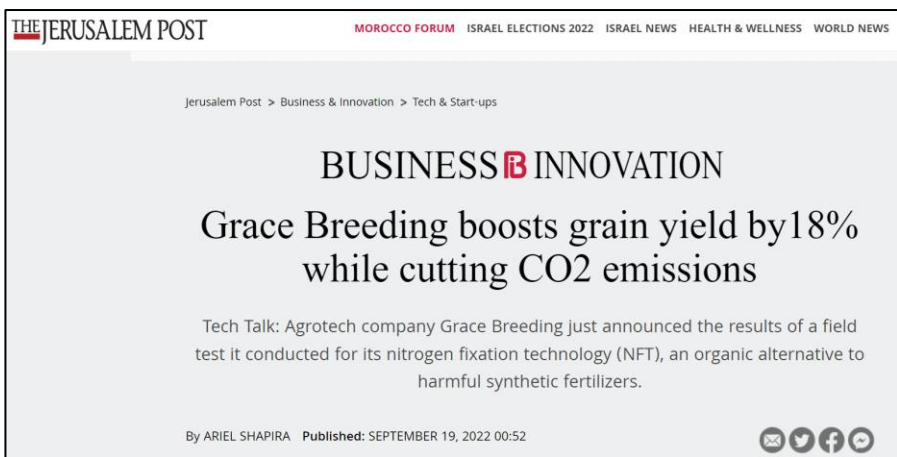 THE JERUSALEM POST
MOROCCO FORUM ISRAEL ELECTIONS 2022 ISRAEL NEWS HEALTH & WELLNESS WORLD NEWS
Jerusalem Post > Business & Innovation > Tech & Start-ups
BUSINESS IB INNOVATION
Grace Breeding boosts grain yield by18%
while cutting CO2 emissions
Tech Talk: Agrotech company Grace Breeding just announced the results of a field
test it conducted for its nitrogen fixation technology (NFT), an organic alternative to
harmful synthetic fertilizers.
By ARIEL SHAPIRA Published: SEPTEMBER 19, 2022 00:52